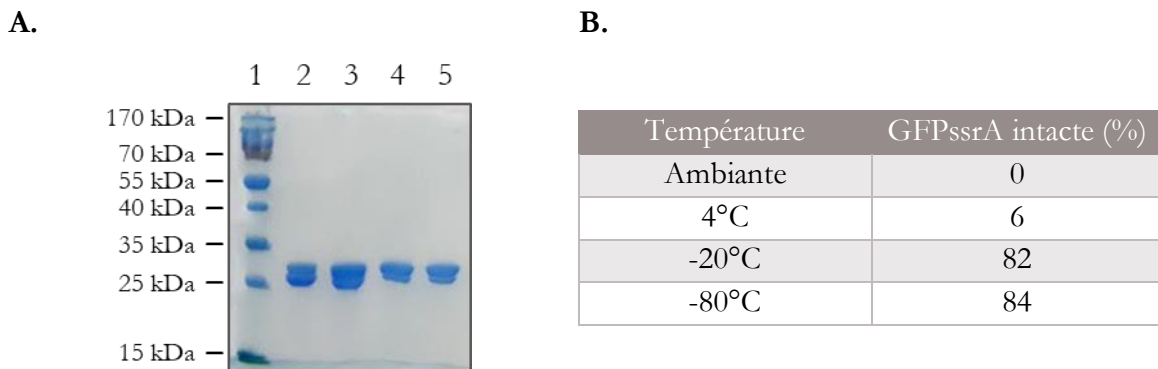 A.
1 2 3 4 5
170 kDa
70 kDa
55 kDa
40 kDa
35 kDa
25 kDa
15 kDa
B.
Température GFPssrA intacte (%)
Ambiante 0
4°C 6
-20°C 82
-80°C 84